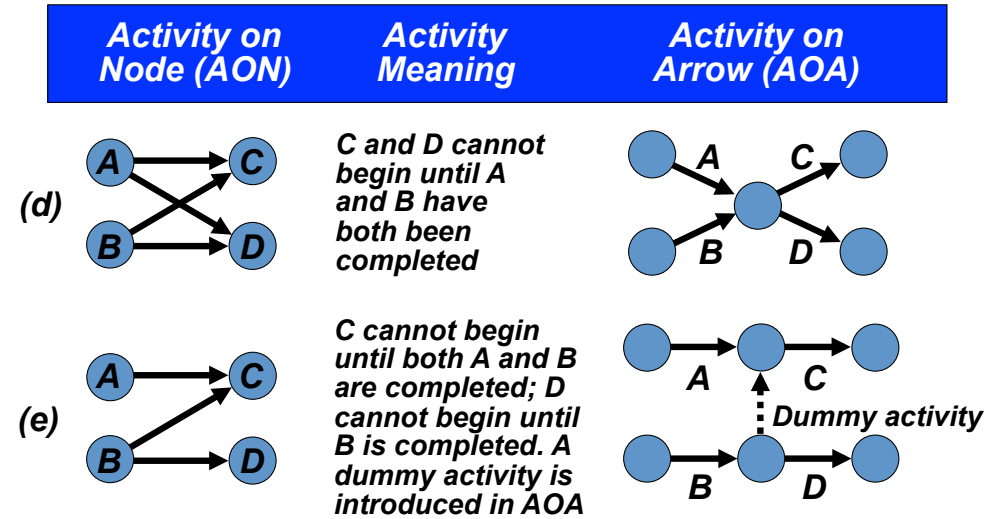 Activity on
Node (AON)
Activity
Meaning
Activity on
Arrow (AOA)
(d)
A
C
B
D
C and D cannot
begin until A
and B have
both been
completed
A
C
B
D
(e)
A
C
B
D
C cannot begin
until both A and B
are completed; D
cannot begin until
B is completed. A
dummy activity is
introduced in AOA
A
C
Dummy activity
B
D